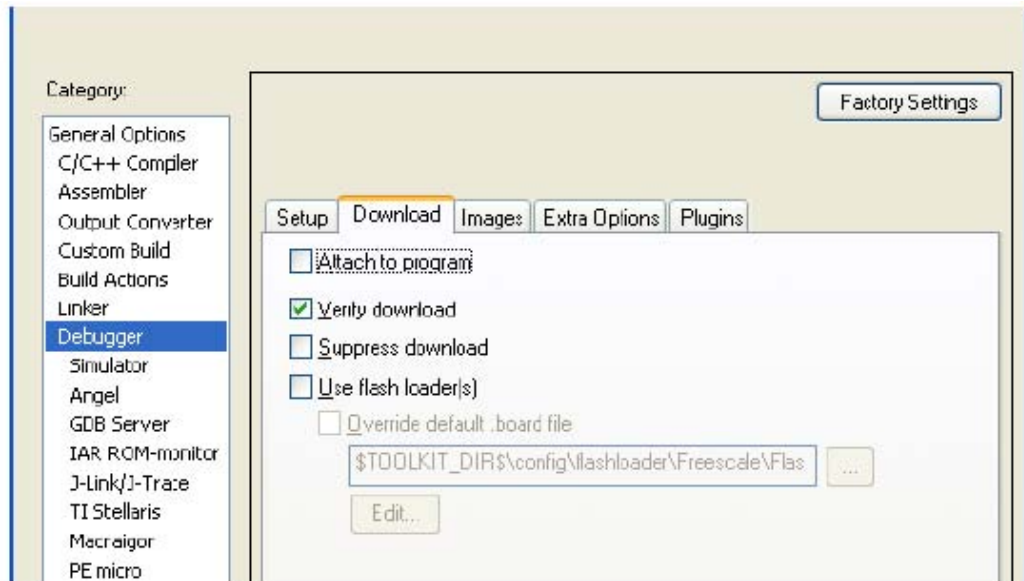 Category:
Factory Settings
General Options
C/C++ Compiler
Assembler
Output Converter
Custom Build
Build Actions
Linker
Debugger
Simulator
Angel
GDB Server
IAR ROM-monitor
J-Link/J-Trace
TI Stellaris
Macraigor
PE micro
Setup Download Images Extra Options Plugins
Attach to program
Verify download
Suppress download
Use flash loader(s)
Override default .board file
$TOOLKIT_DIR$\config\flashloader\Freescale\Flas ...
Edit...